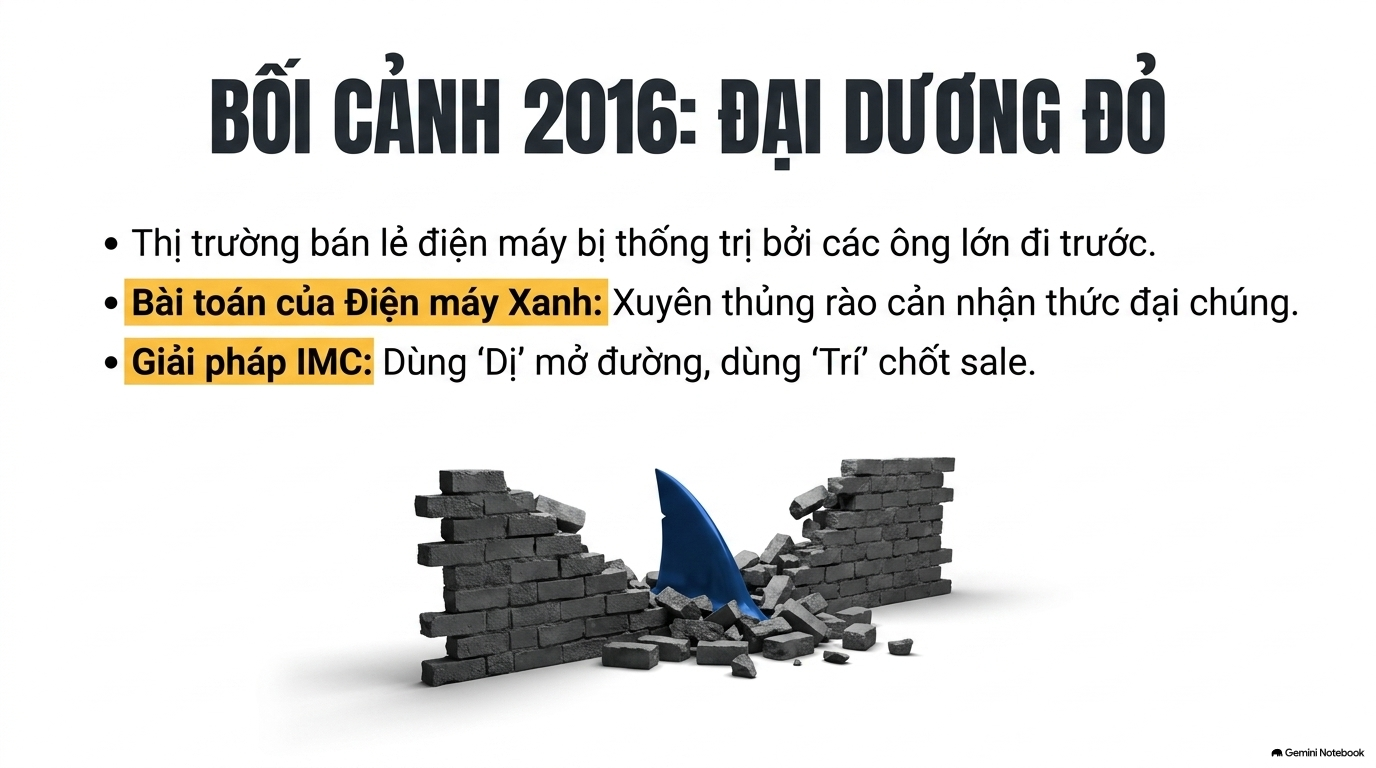 BỐI CẢNH 2016: ĐẠI DƯƠNG ĐỎ
• Thị trường bán lẻ điện máy bị thống trị bởi các ông lớn đi trước.
• Bài toán của Điện máy Xanh: Xuyên thủng rào cản nhận thức đại chúng.
• Giải pháp IMC: Dùng ‘Dị’ mở đường, dùng ‘Trí’ chốt sale.
Gemini Notebook